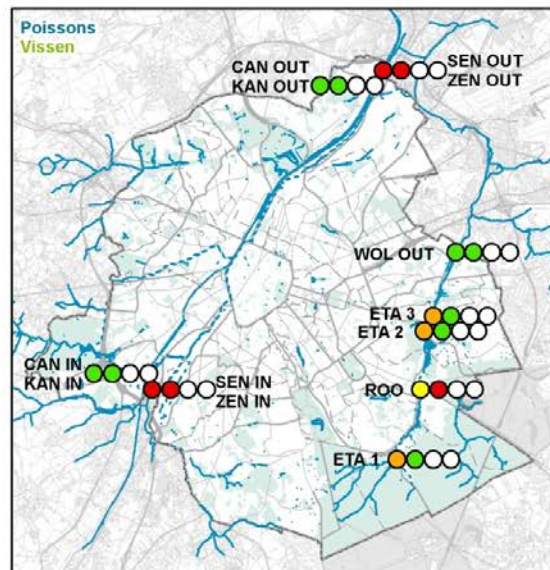 Poissons
Vissen
CAN OUT
KAN OUT
SEN OUT
ZEN OUT
WOL OUT
ETA 3
ETA 2
CAN IN
KAN IN
SEN IN
ZEN IN
ROO
ETA 1